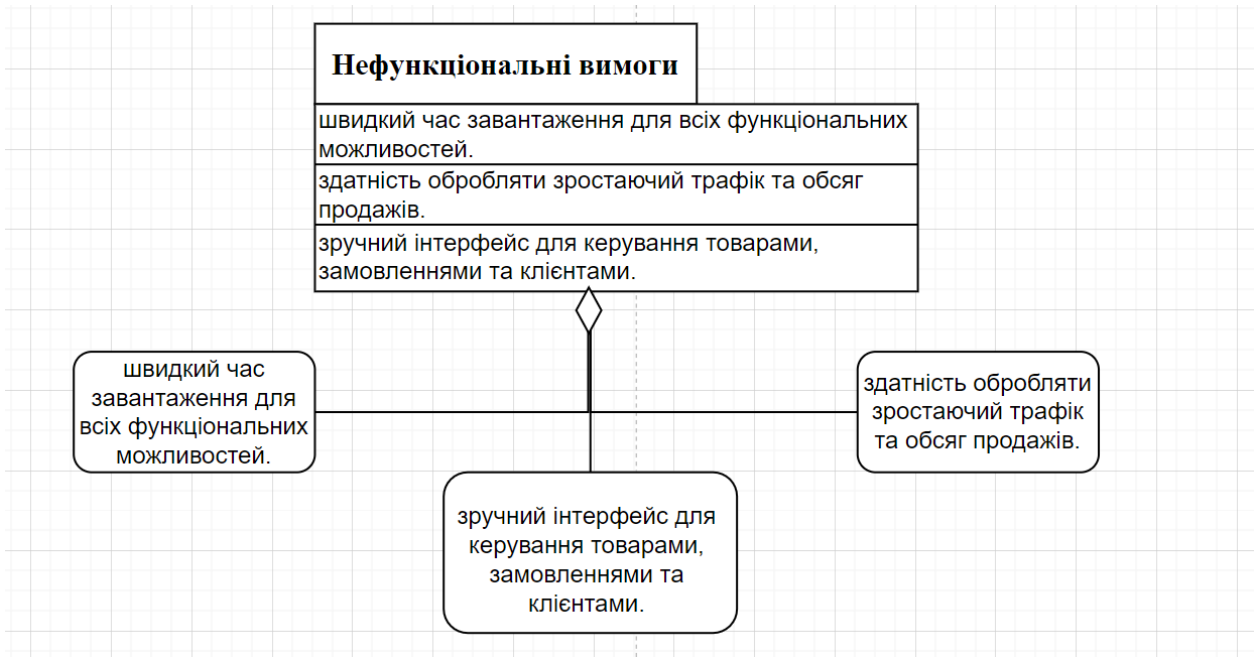 Нефункціональні вимоги
швидкий час завантаження для всіх функціональних
можливостей.
здатність обробляти зростаючий трафік та обсяг
продажів.
зручний інтерфейс для керування товарами,
замовленнями та клієнтами.
швидкий час
завантаження для
всіх функціональних
можливостей.
здатність обробляти
зростаючий трафік
та обсяг продажів.
зручний інтерфейс для
керування товарами,
замовленнями та
клієнтами.